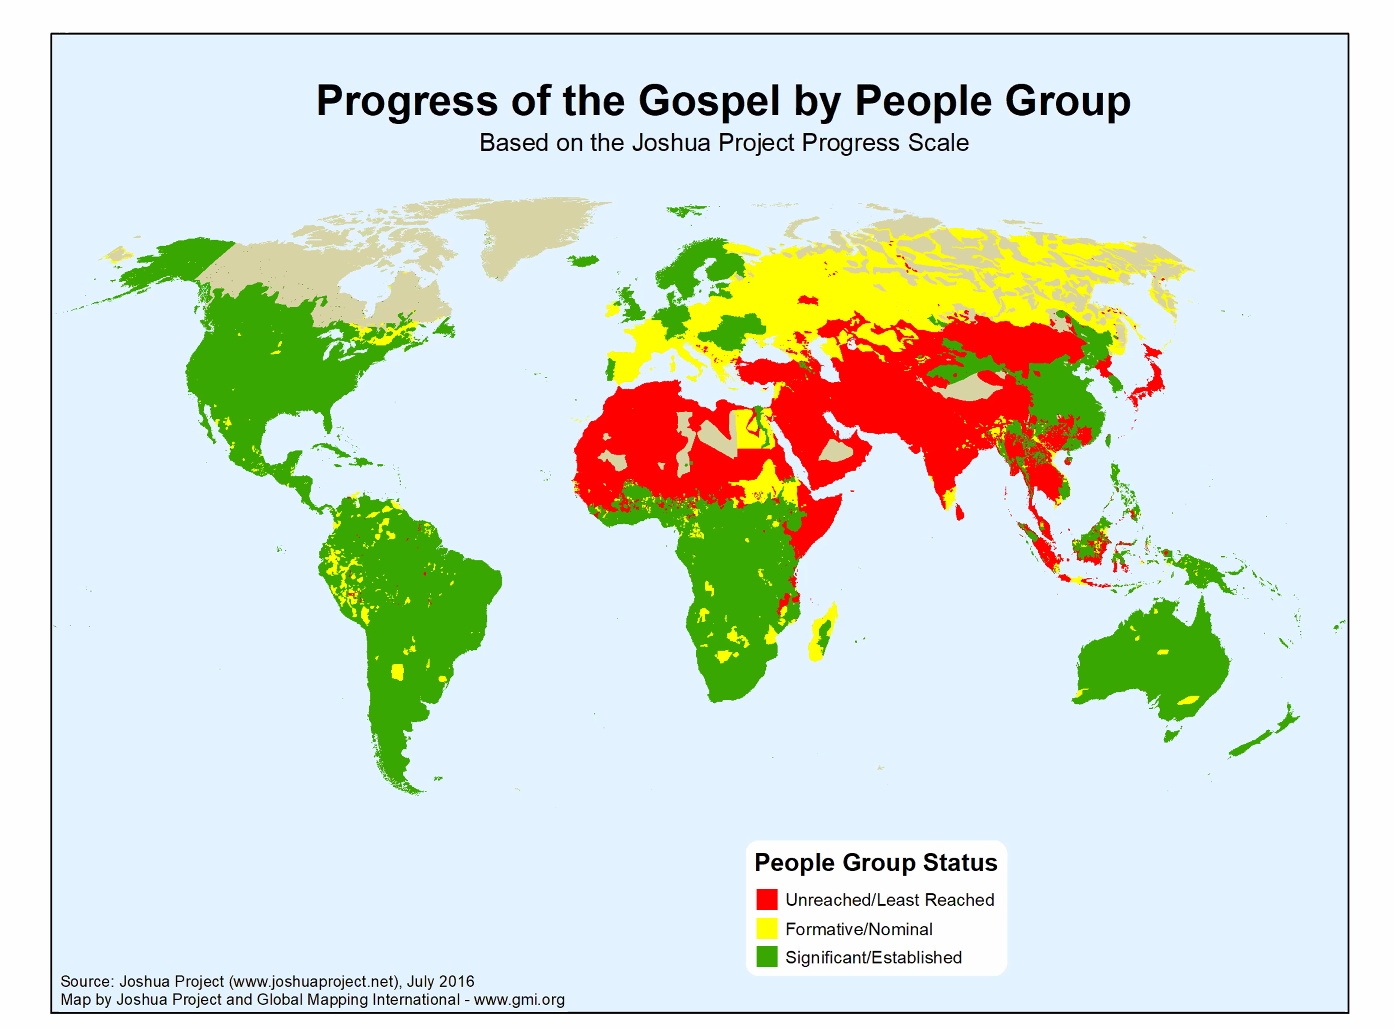 Progress of the Gospel by People Group
Based on the Joshua Project Progress Scale
People Group Status
Unreached/Least Reached
Formative/Nominal
Significant/Established
Source: Joshua Project (www.joshuaproject.net), July 2016
Map by Joshua Project and Global Mapping International - www.gmi.org